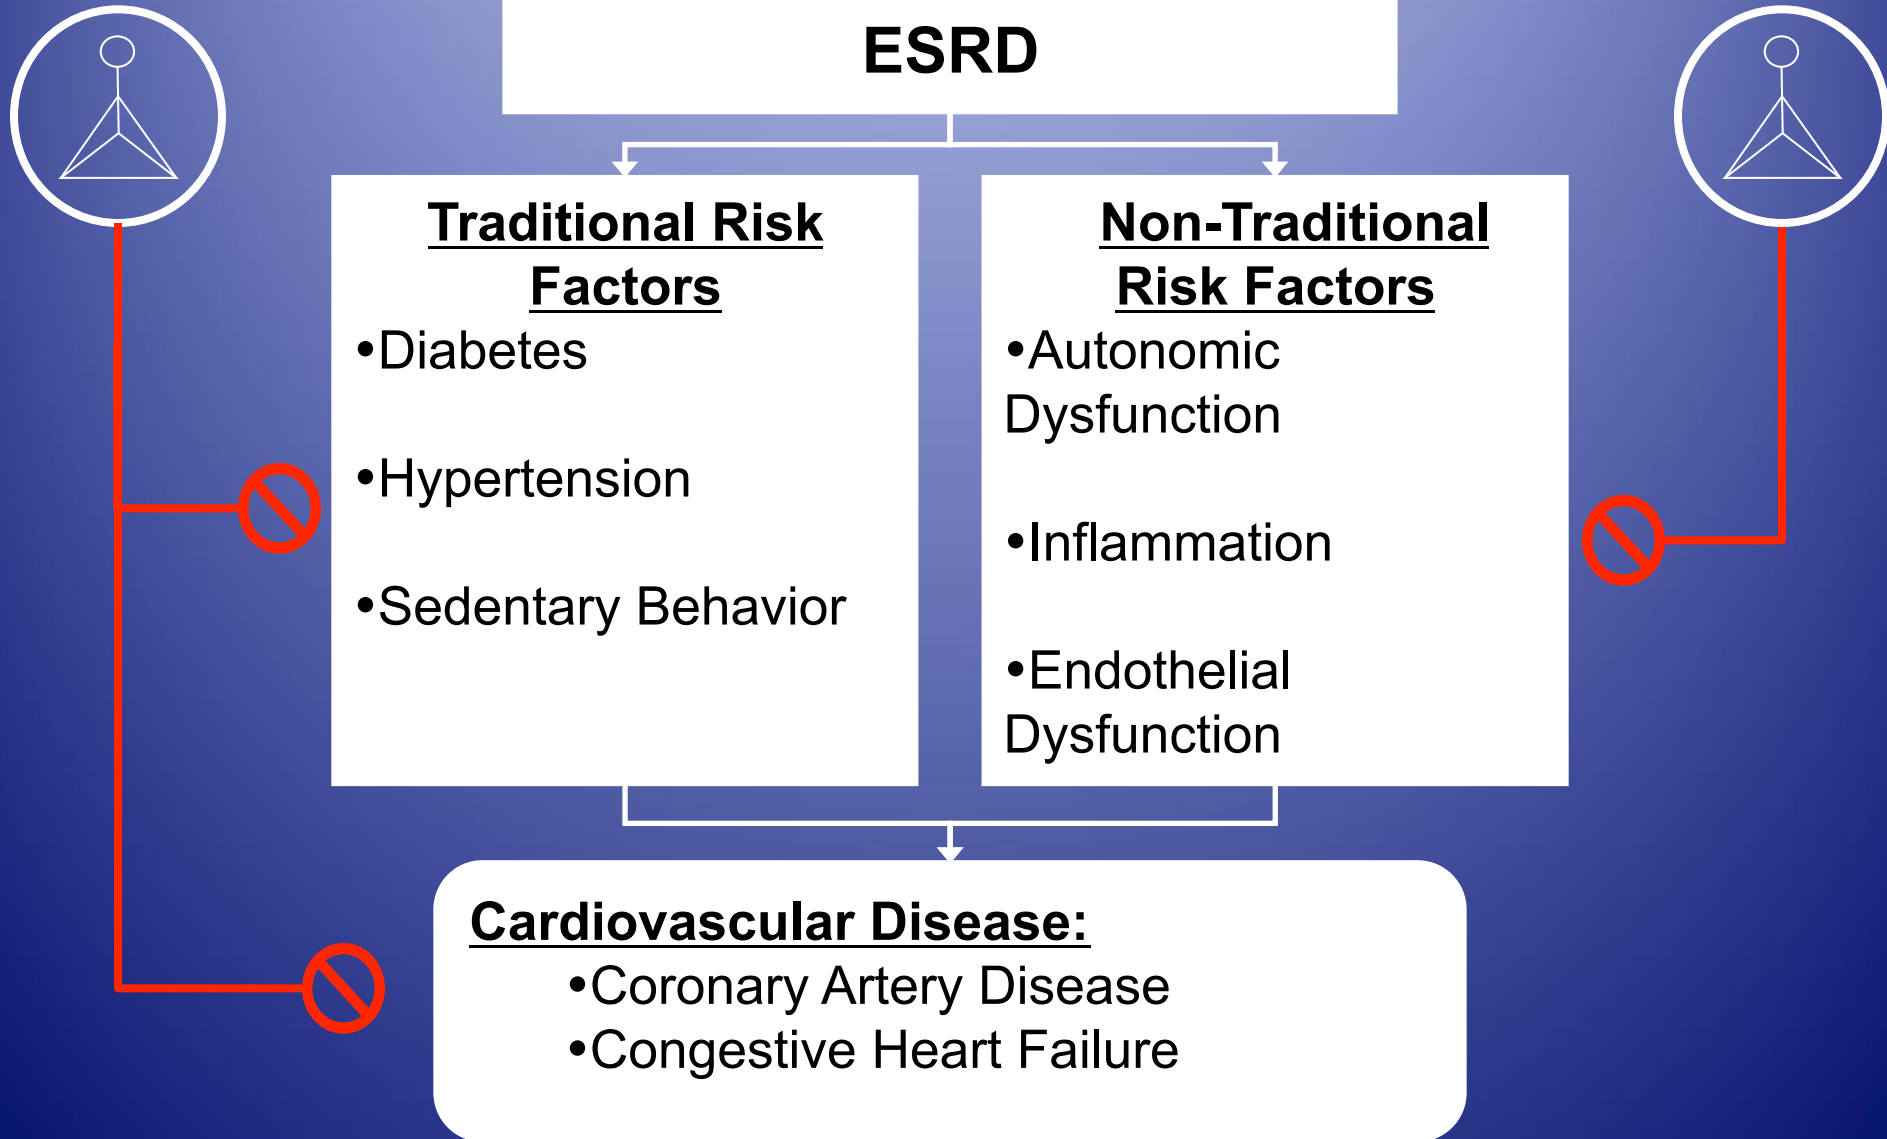 ESRD
Traditional Risk
Factors
•Diabetes
•Hypertension
•Sedentary Behavior
Non-Traditional
Risk Factors
•Autonomic
Dysfunction
•Inflammation
•Endothelial
Dysfunction
Cardiovascular Disease:
•Coronary Artery Disease
•Congestive Heart Failure